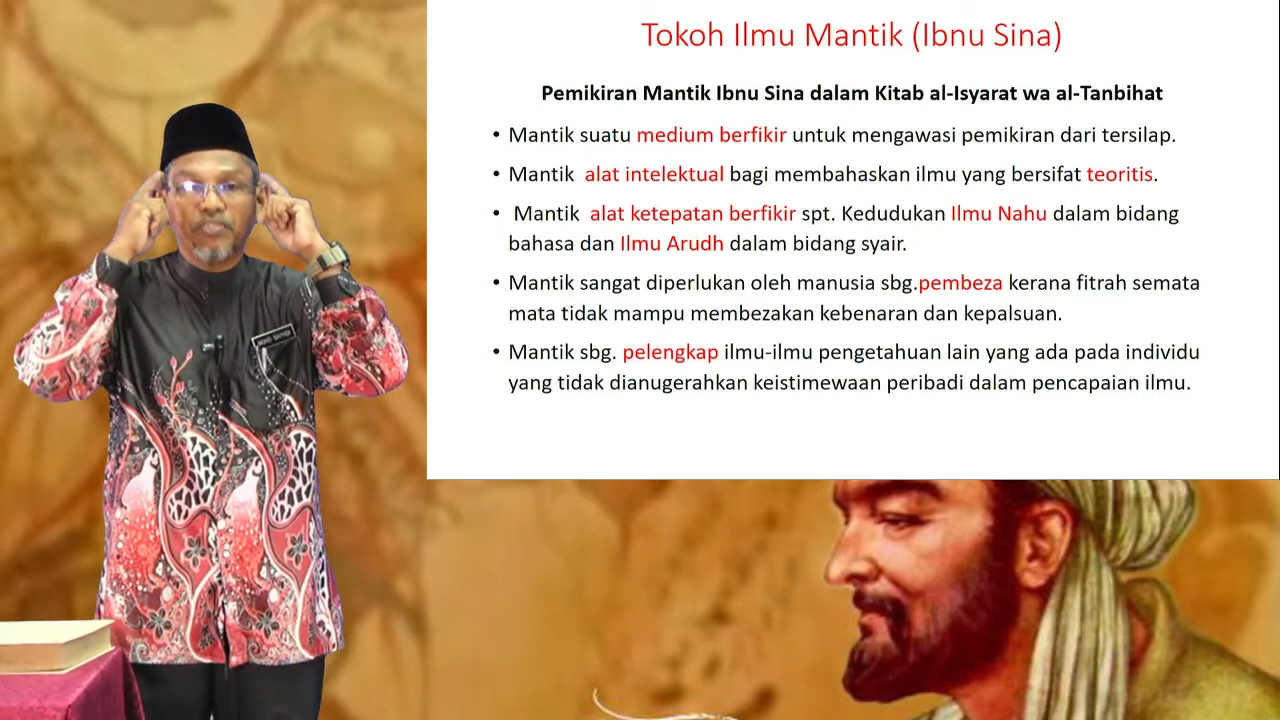 Tokoh Ilmu Mantik (Ibnu Sina)
Pemikiran Mantik Ibnu Sina dalam Kitab al-Isyarat wa al-Tanbihat
• Mantik suatu medium berfikir untuk mengawasi pemikiran dari tersilap.
• Mantik alat intelektual bagi membahaskan ilmu yang bersifat teoritis.
• Mantik alat ketepatan berfikir spt. Kedudukan Ilmu Nahu dalam bidang
bahasa dan Ilmu Arudh dalam bidang syair.
• Mantik sangat diperlukan oleh manusia sbg.pembeza kerana fitrah semata
mata tidak mampu membezakan kebenaran dan kepalsuan.
• Mantik sbg. pelengkap ilmu-ilmu pengetahuan lain yang ada pada individu
yang tidak dianugerahkan keistimewaan peribadi dalam pencapaian ilmu.